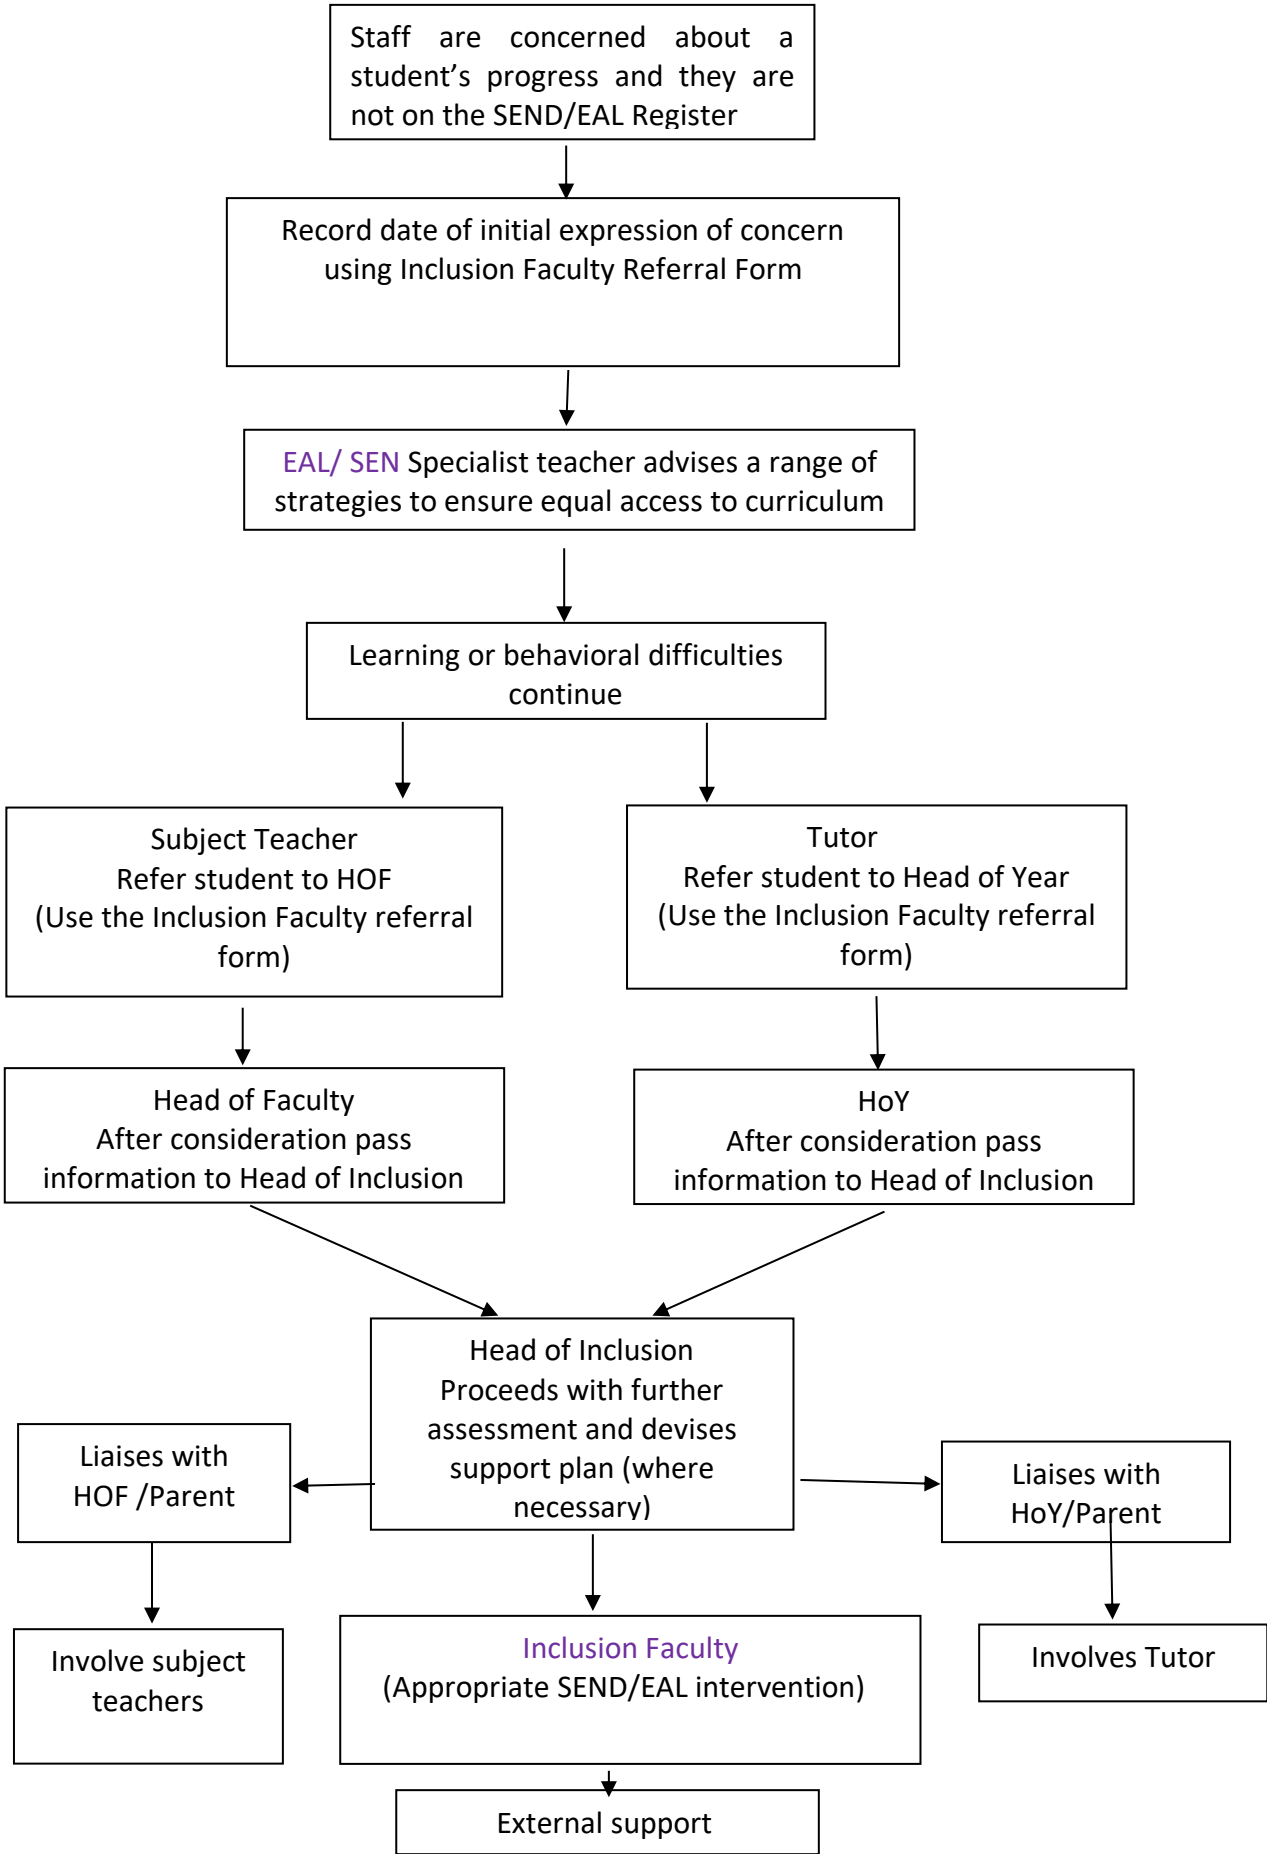 Staff are concerned about a
student’s progress and they are
not on the SEND/EAL Register
Record date of initial expression of concern
using Inclusion Faculty Referral Form
EAL/ SEN Specialist teacher advises a range of
strategies to ensure equal access to curriculum
Learning or behavioral difficulties
continue
Subject Teacher
Refer student to HOF
(Use the Inclusion Faculty referral
form)
Tutor
Refer student to Head of Year
(Use the Inclusion Faculty referral
form)
Head of Faculty
After consideration pass
information to Head of Inclusion
HoY
After consideration pass
information to Head of Inclusion
Head of Inclusion
Proceeds with further
assessment and devises
support plan (where
necessary)
Liaises with
HOF /Parent
Liaises with
HoY/Parent
Involve subject
teachers
Inclusion Faculty
(Appropriate SEND/EAL intervention)
Involves Tutor
External support